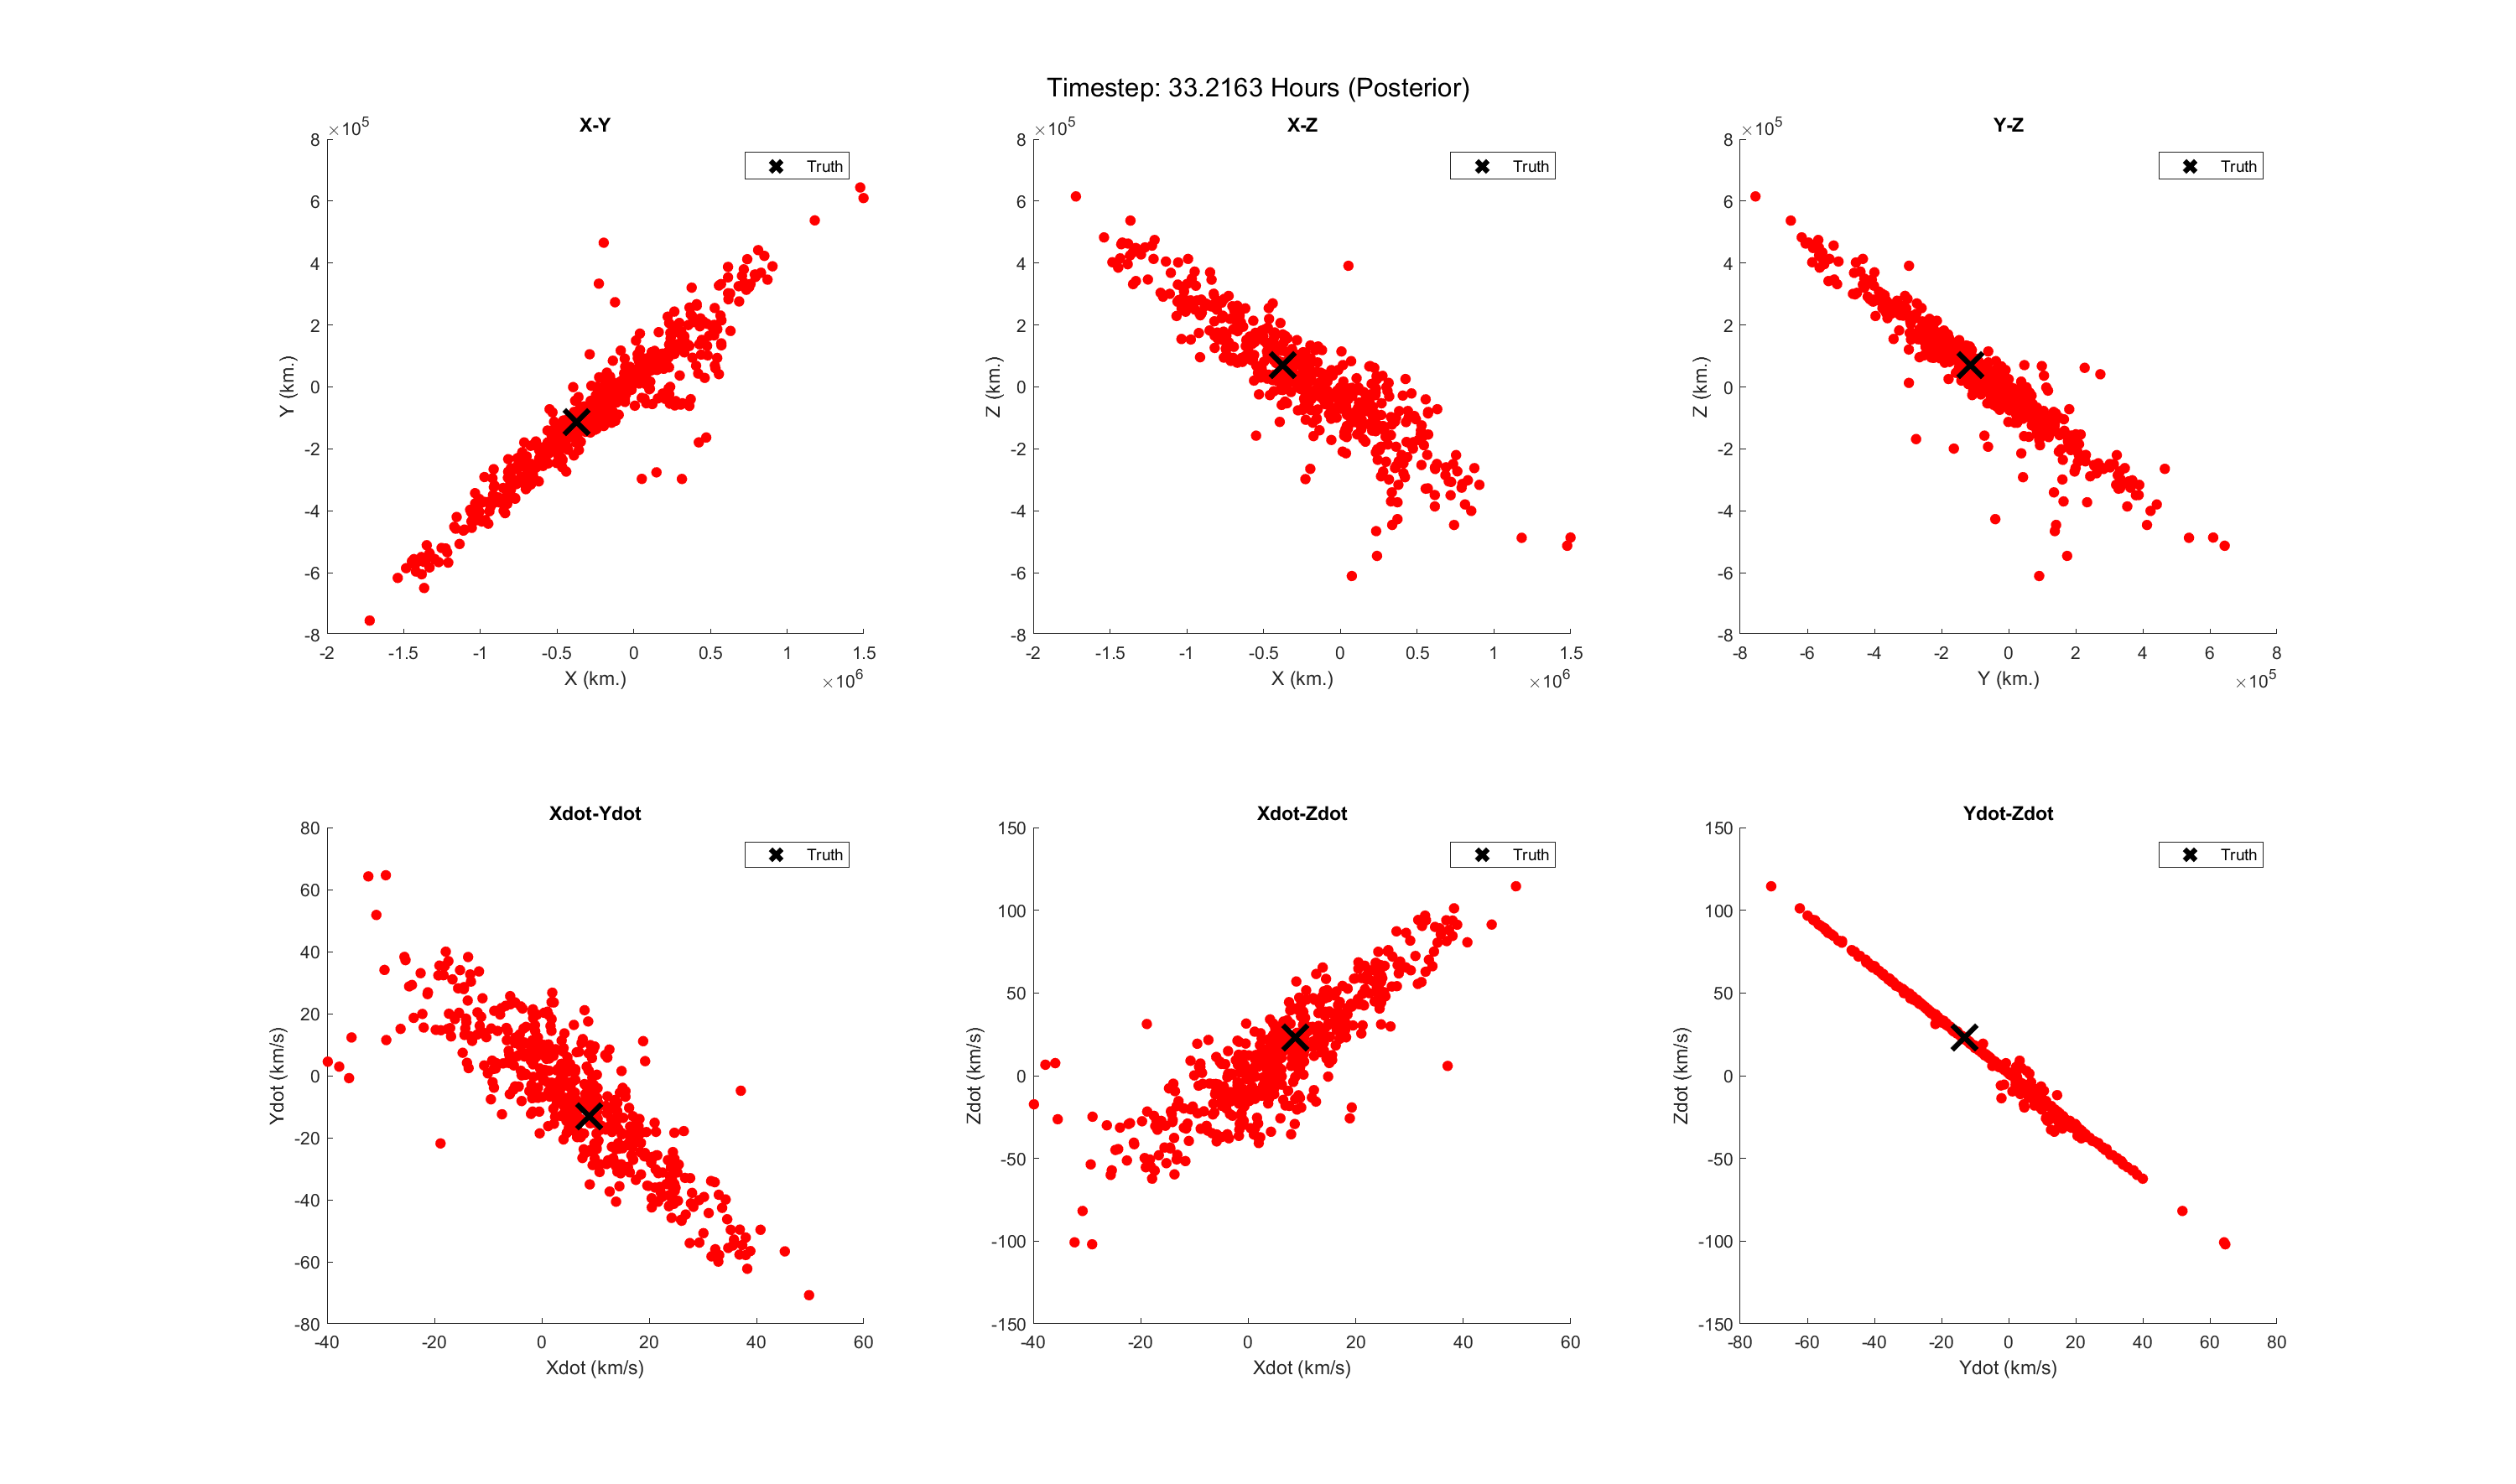 Timestep: 33.2163 Hours (Posterior)
X-Y
×10^5
8
6
4
2
0
-2
-4
-6
-8
Y (km.)
Truth
-2 -1.5 -1 -0.5 0 0.5 1 1.5
X (km.)
×10^6
X-Z
×10^5
8
6
4
2
0
-2
-4
-6
-8
Z (km.)
Truth
-2 -1.5 -1 -0.5 0 0.5 1 1.5
X (km.)
×10^6
Y-Z
×10^5
8
6
4
2
0
-2
-4
-6
-8
Z (km.)
Truth
-8 -6 -4 -2 0 2 4 6 8
Y (km.)
×10^5
Xdot-Ydot
80
60
40
20
0
-20
-40
-60
-80
Ydot (km/s)
Truth
-40 -20 0 20 40 60
Xdot (km/s)
Xdot-Zdot
150
100
50
0
-50
-100
-150
Zdot (km/s)
Truth
-40 -20 0 20 40 60
Xdot (km/s)
Ydot-Zdot
150
100
50
0
-50
-100
-150
Zdot (km/s)
Truth
-80 -60 -40 -20 0 20 40 60 80
Ydot (km/s)